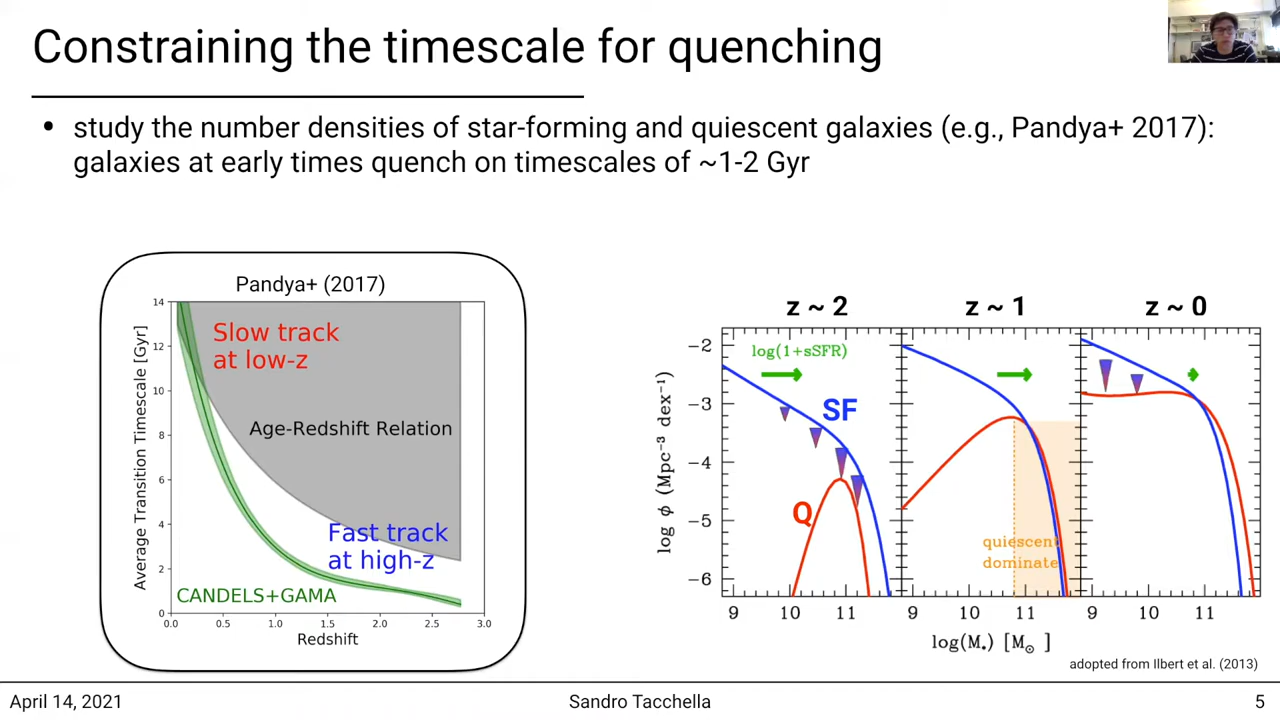 Constraining the timescale for quenching
• study the number densities of star-forming and quiescent galaxies (e.g., Pandya+ 2017):
galaxies at early times quench on timescales of ~1-2 Gyr
Pandya+ (2017)
Average Transition Timescale [Gyr]
14
12
10
8
6
4
2
0
Slow track
at low-z
Age-Redshift Relation
Fast track
at high-z
CANDELS+GAMA
0.0 0.5 1.0 1.5 2.0 2.5 3.0
Redshift
z ~ 2 z ~ 1 z ~ 0
log ϕ (Mpc⁻³ dex⁻¹)
−2
−3
−4
−5
−6
log(1+sSFR)
SF
Q
quiescent
dominate
9 10 11 9 10 11 9 10 11
log(M⋆) [M⊙]
adopted from Ilbert et al. (2013)
April 14, 2021 Sandro Tacchella 5